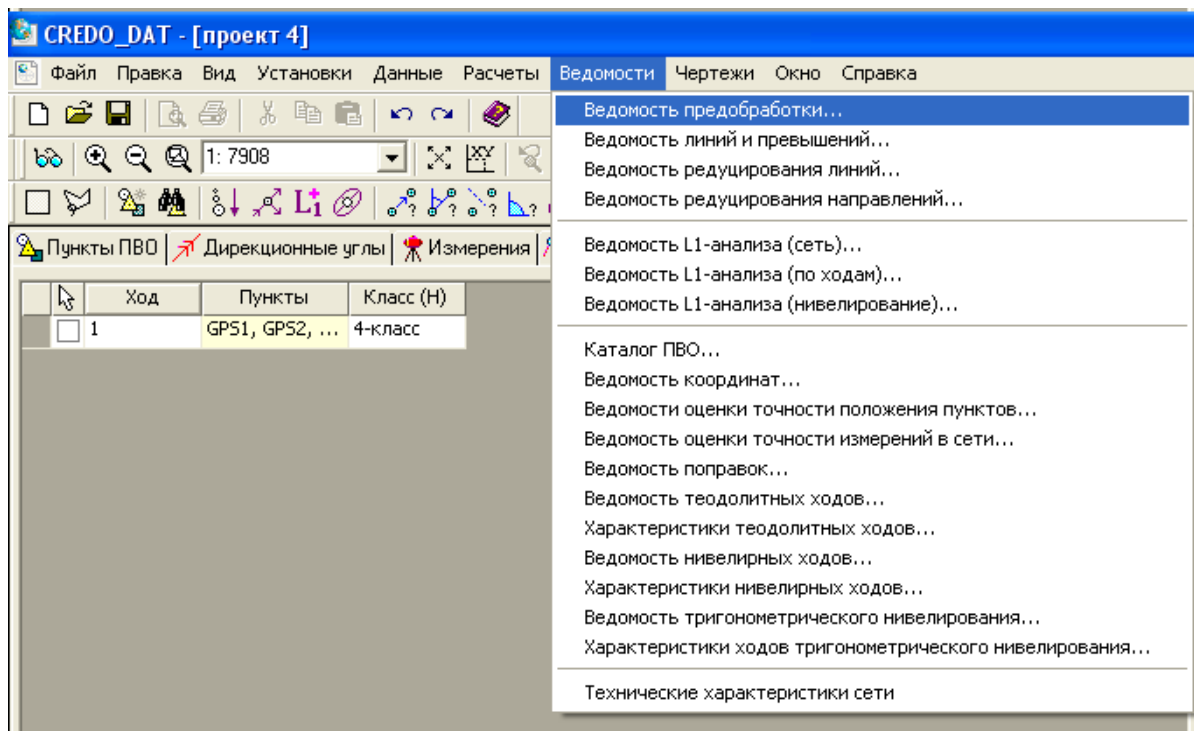 CREDO_DAT - [проект 4]
Файл Правка Вид Установки Данные Расчеты Ведомости Чертежи Окно Справка
1: 7908
Пункты ПВО Дирекционные углы Измерения
Ход Пункты Класс (H)
1 GPS1, GPS2, ... 4-класс
Ведомость предобработки...
Ведомость линий и превышений...
Ведомость редуцирования линий...
Ведомость редуцирования направлений...
Ведомость L1-анализа (сеть)...
Ведомость L1-анализа (по ходам)...
Ведомость L1-анализа (нивелирование)...
Каталог ПВО...
Ведомость координат...
Ведомости оценки точности положения пунктов...
Ведомость оценки точности измерений в сети...
Ведомость поправок...
Ведомость теодолитных ходов...
Характеристики теодолитных ходов...
Ведомость нивелирных ходов...
Характеристики нивелирных ходов...
Ведомость тригонометрического нивелирования...
Характеристики ходов тригонометрического нивелирования...
Технические характеристики сети